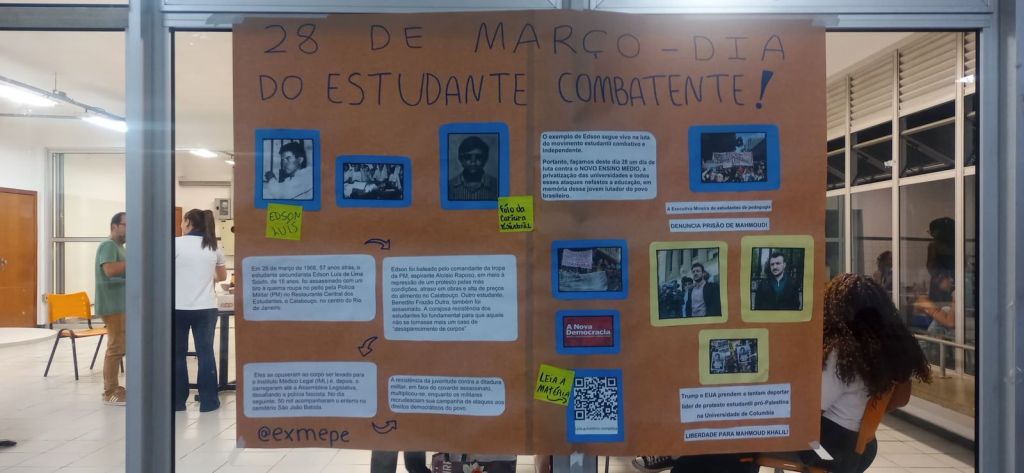 28 DE MARÇO - DIA
DO ESTUDANTE COMBATENTE!
EDSON
LUÍS
Foto da
Carteira
Estudantil
O exemplo de Edson segue vivo na luta
do movimento estudantil combativo e
independente.
Portanto, façamos deste dia 28 um dia de
luta contra o NOVO ENSINO MÉDIO, a
privatização das universidades e todos
esses ataques nefastos a educação, em
memória desse jovem lutador do povo
brasileiro.
Em 28 de março de 1968, 57 anos atrás, o
estudante secundarista Edson Luís de Lima
Souto, de 18 anos, foi assassinado com um
tiro à queima roupa no peito pela Polícia
Militar (PM) no Restaurante Central dos
Estudantes, o Calabouço, no centro do Rio
de Janeiro.
Edson foi baleado pelo comandante da tropa
da PM, aspirante Aloísio Raposo, em meio à
repressão de um protesto pelas más
condições, atraso em obras e alta de preços
do alimento no Calabouço. Outro estudante,
Benedito Frazão Dutra, também foi
assassinado. A corajosa resistência dos
estudantes foi fundamental para que aquele
não se tornasse mais um caso de
"desaparecimento de corpos"
Eles se opuseram ao corpo ser levado para
o Instituto Médico Legal (IML) e, depois, o
carregaram até a Assembleia Legislativa,
desafiando a polícia fascista. No dia
seguinte, 50 mil acompanharam o enterro no
cemitério São João Batista.
A resistência da juventude contra a ditadura
militar, em face do covarde assassinato,
multiplicou-se, enquanto os militares
recrudesciam sua campanha de ataques aos
direitos democráticos do povo.
@exmepe
A Executiva Mineira de estudantes de pedagogia
DENUNCIA PRISÃO DE MAHMOUD!
A Nova
Democracia
LEIA A
MATÉRIA
Trump e EUA prendem e tentam deportar
líder de protesto estudantil pró-Palestina
na Universidade de Columbia
LIBERDADE PARA MAHMOUD KHALIL!